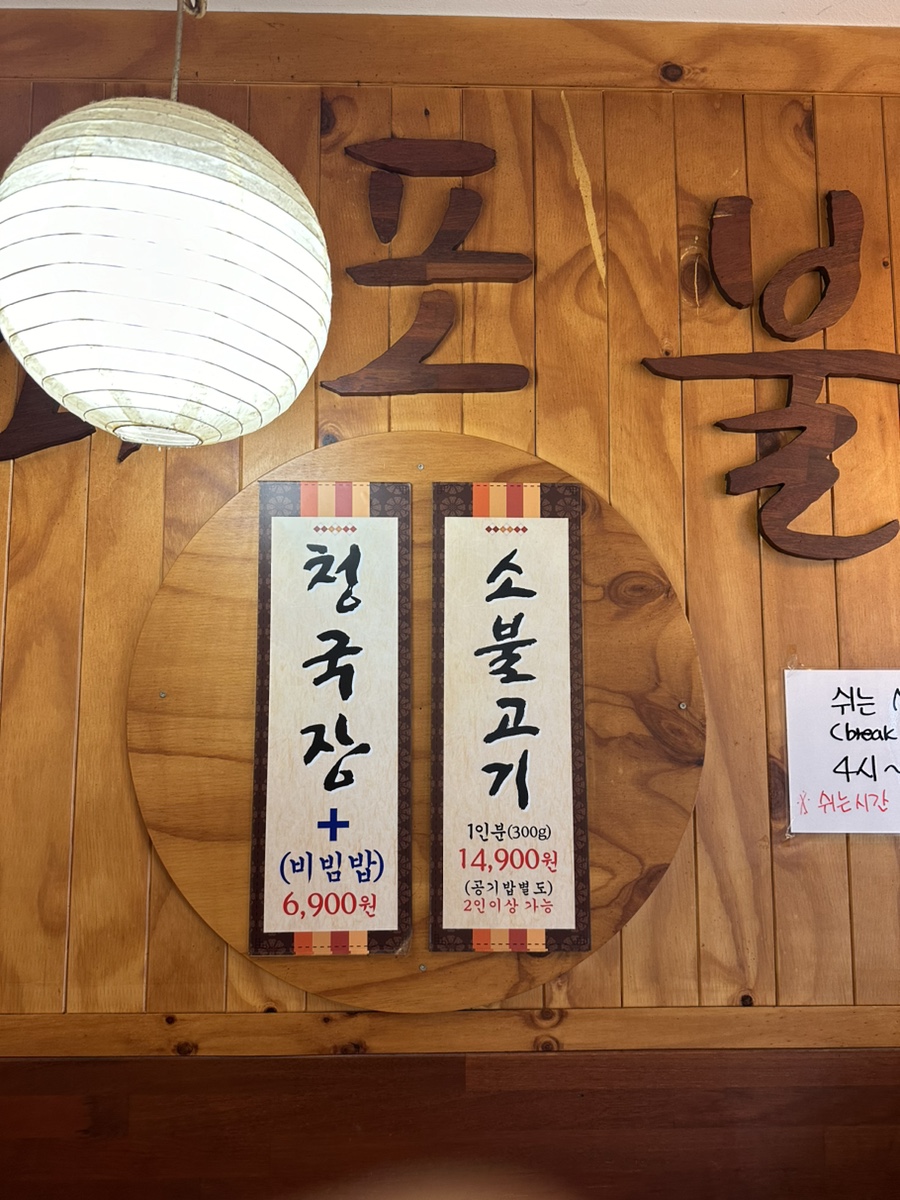 포 불
청국장
+
(비빔밥)
6,900원
소불고기
1인분(300g)
14,900원
(공기밥별도)
2인이상 가능
쉬는
(break
4시~
※ 쉬는시간